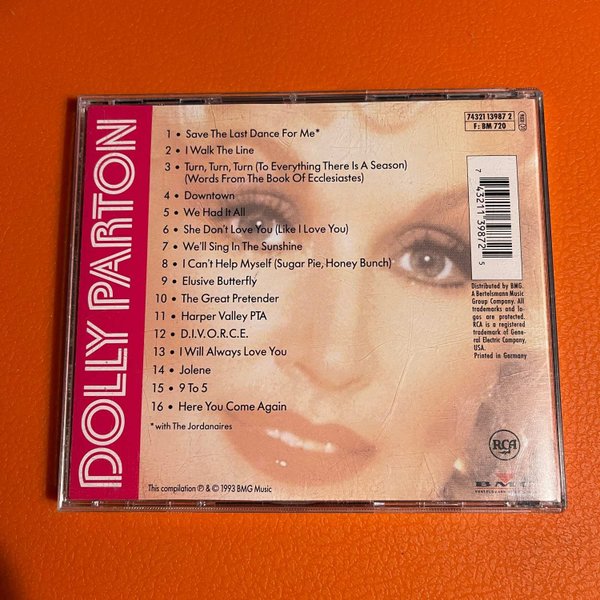 DOLLY PARTON
74321 13987 2
F: BM 720
1 • Save The Last Dance For Me*
2 • I Walk The Line
3 • Turn, Turn, Turn (To Everything There Is A Season)
(Words From The Book Of Ecclesiastes)
4 • Downtown
5 • We Had It All
6 • She Don't Love You (Like I Love You)
7 • We'll Sing In The Sunshine
8 • I Can't Help Myself (Sugar Pie, Honey Bunch)
9 • Elusive Butterfly
10 • The Great Pretender
11 • Harper Valley PTA
12 • D.I.V.O.R.C.E.
13 • I Will Always Love You
14 • Jolene
15 • 9 To 5
16 • Here You Come Again
* with The Jordanaires
This compilation ℗ & © 1993 BMG Music
7 43211 39872 5
Distributed by BMG.
A Bertelsmann Music
Group Company. All
trademarks and lo-
gos are protected.
RCA is a registered
trademark of Gen-
eral Electric Company,
USA.
Printed in Germany
RCA
BMG